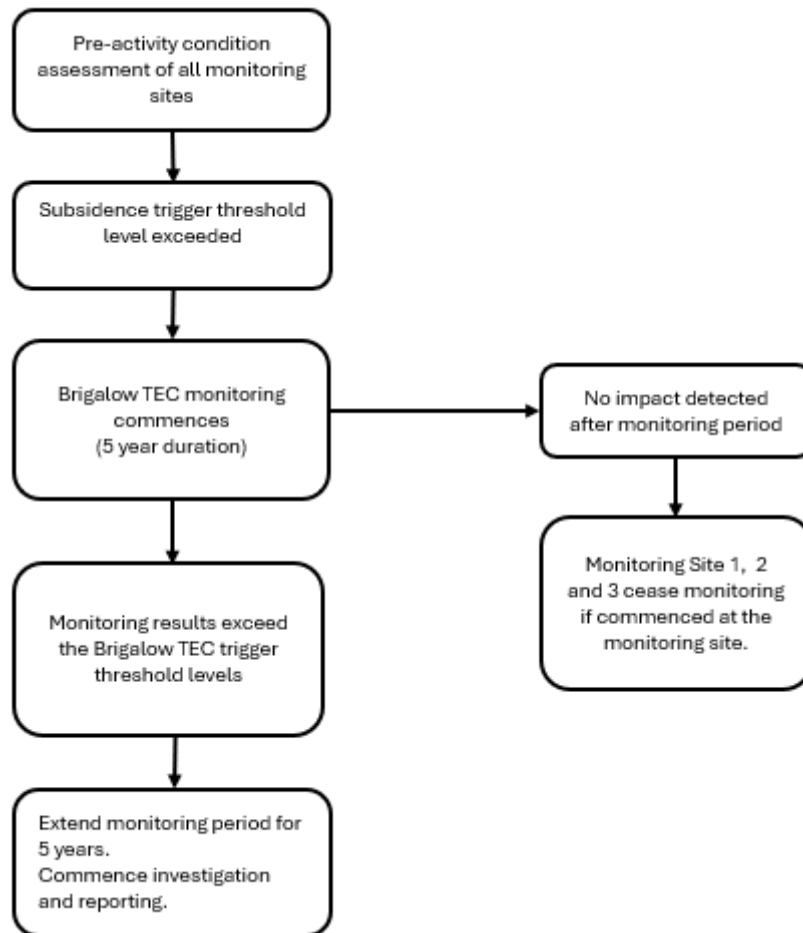 Pre-activity condition
assessment of all monitoring
sites
Subsidence trigger threshold
level exceeded
Brigalow TEC monitoring
commences
(5 year duration)
No impact detected
after monitoring period
Monitoring Site 1, 2
and 3 cease monitoring
if commenced at the
monitoring site.
Monitoring results exceed
the Brigalow TEC trigger
threshold levels
Extend monitoring period for
5 years.
Commence investigation
and reporting.